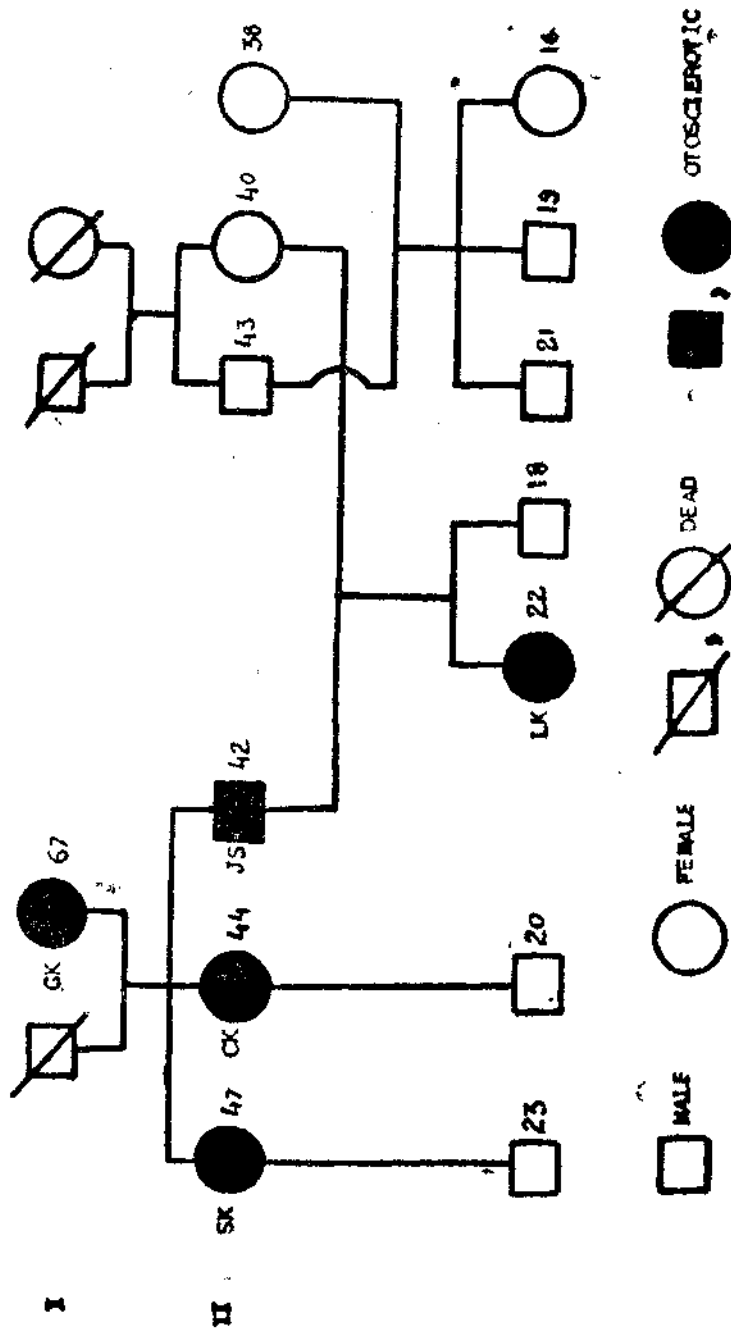 I
GK 67
II
SK 47 CK 44 JS 42 43 40 38
23 20 LK 22 18 21 19 16
MALE FEMALE , DEAD , OTOSCLEROTIC